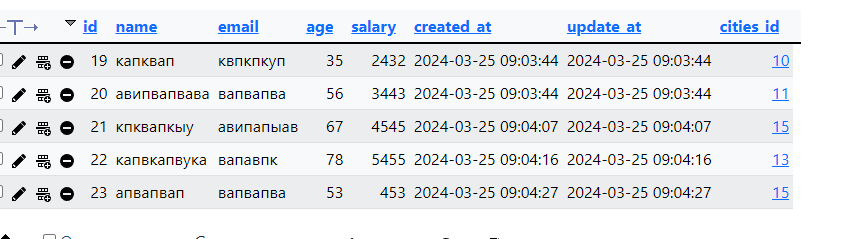 id name email age salary created_at update_at cities_id
19 капквап квпкпкуп 35 2432 2024-03-25 09:03:44 2024-03-25 09:03:44 10
20 авипвапвава вапвапва 56 3443 2024-03-25 09:03:44 2024-03-25 09:03:44 11
21 кпквапкыу авипапыав 67 4545 2024-03-25 09:04:07 2024-03-25 09:04:07 15
22 капвкапвука вапавпк 78 5455 2024-03-25 09:04:16 2024-03-25 09:04:16 13
23 апвапвап вапвапва 53 453 2024-03-25 09:04:27 2024-03-25 09:04:27 15